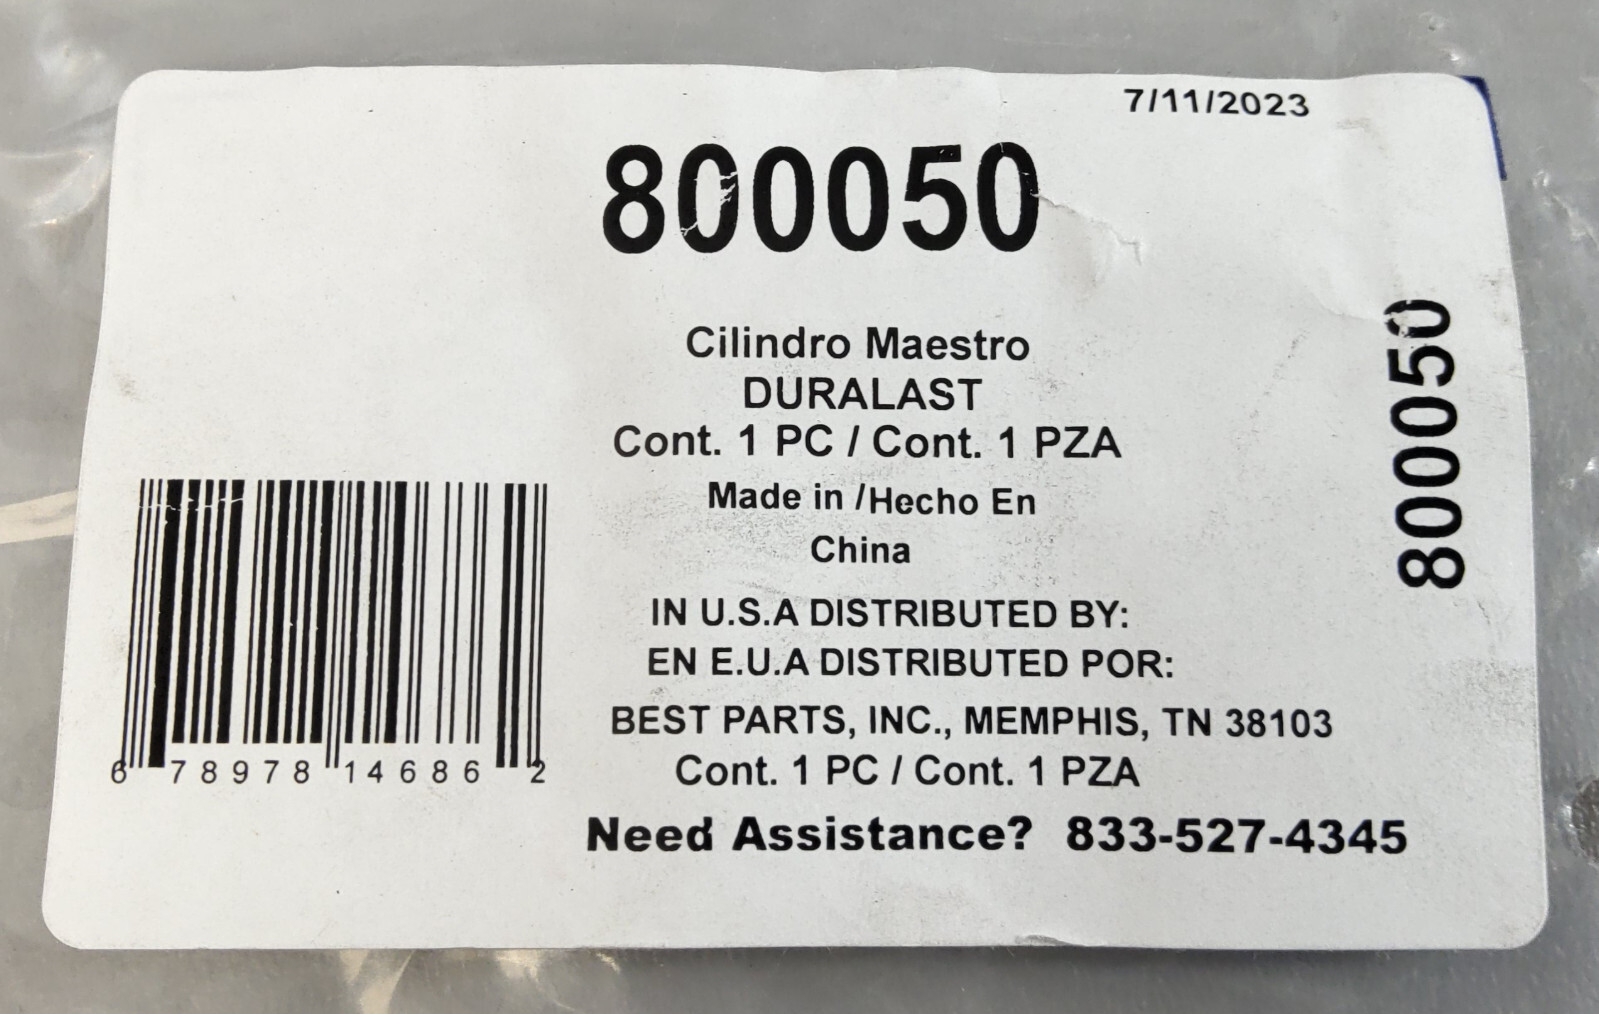 7/11/2023
800050
800050
Cilindro Maestro
DURALAST
Cont. 1 PC / Cont. 1 PZA
Made in /Hecho En
China
IN U.S.A DISTRIBUTED BY:
EN E.U.A DISTRIBUTED POR:
BEST PARTS, INC., MEMPHIS, TN 38103
Cont. 1 PC / Cont. 1 PZA
Need Assistance? 833-527-4345
6 78978 14686 2